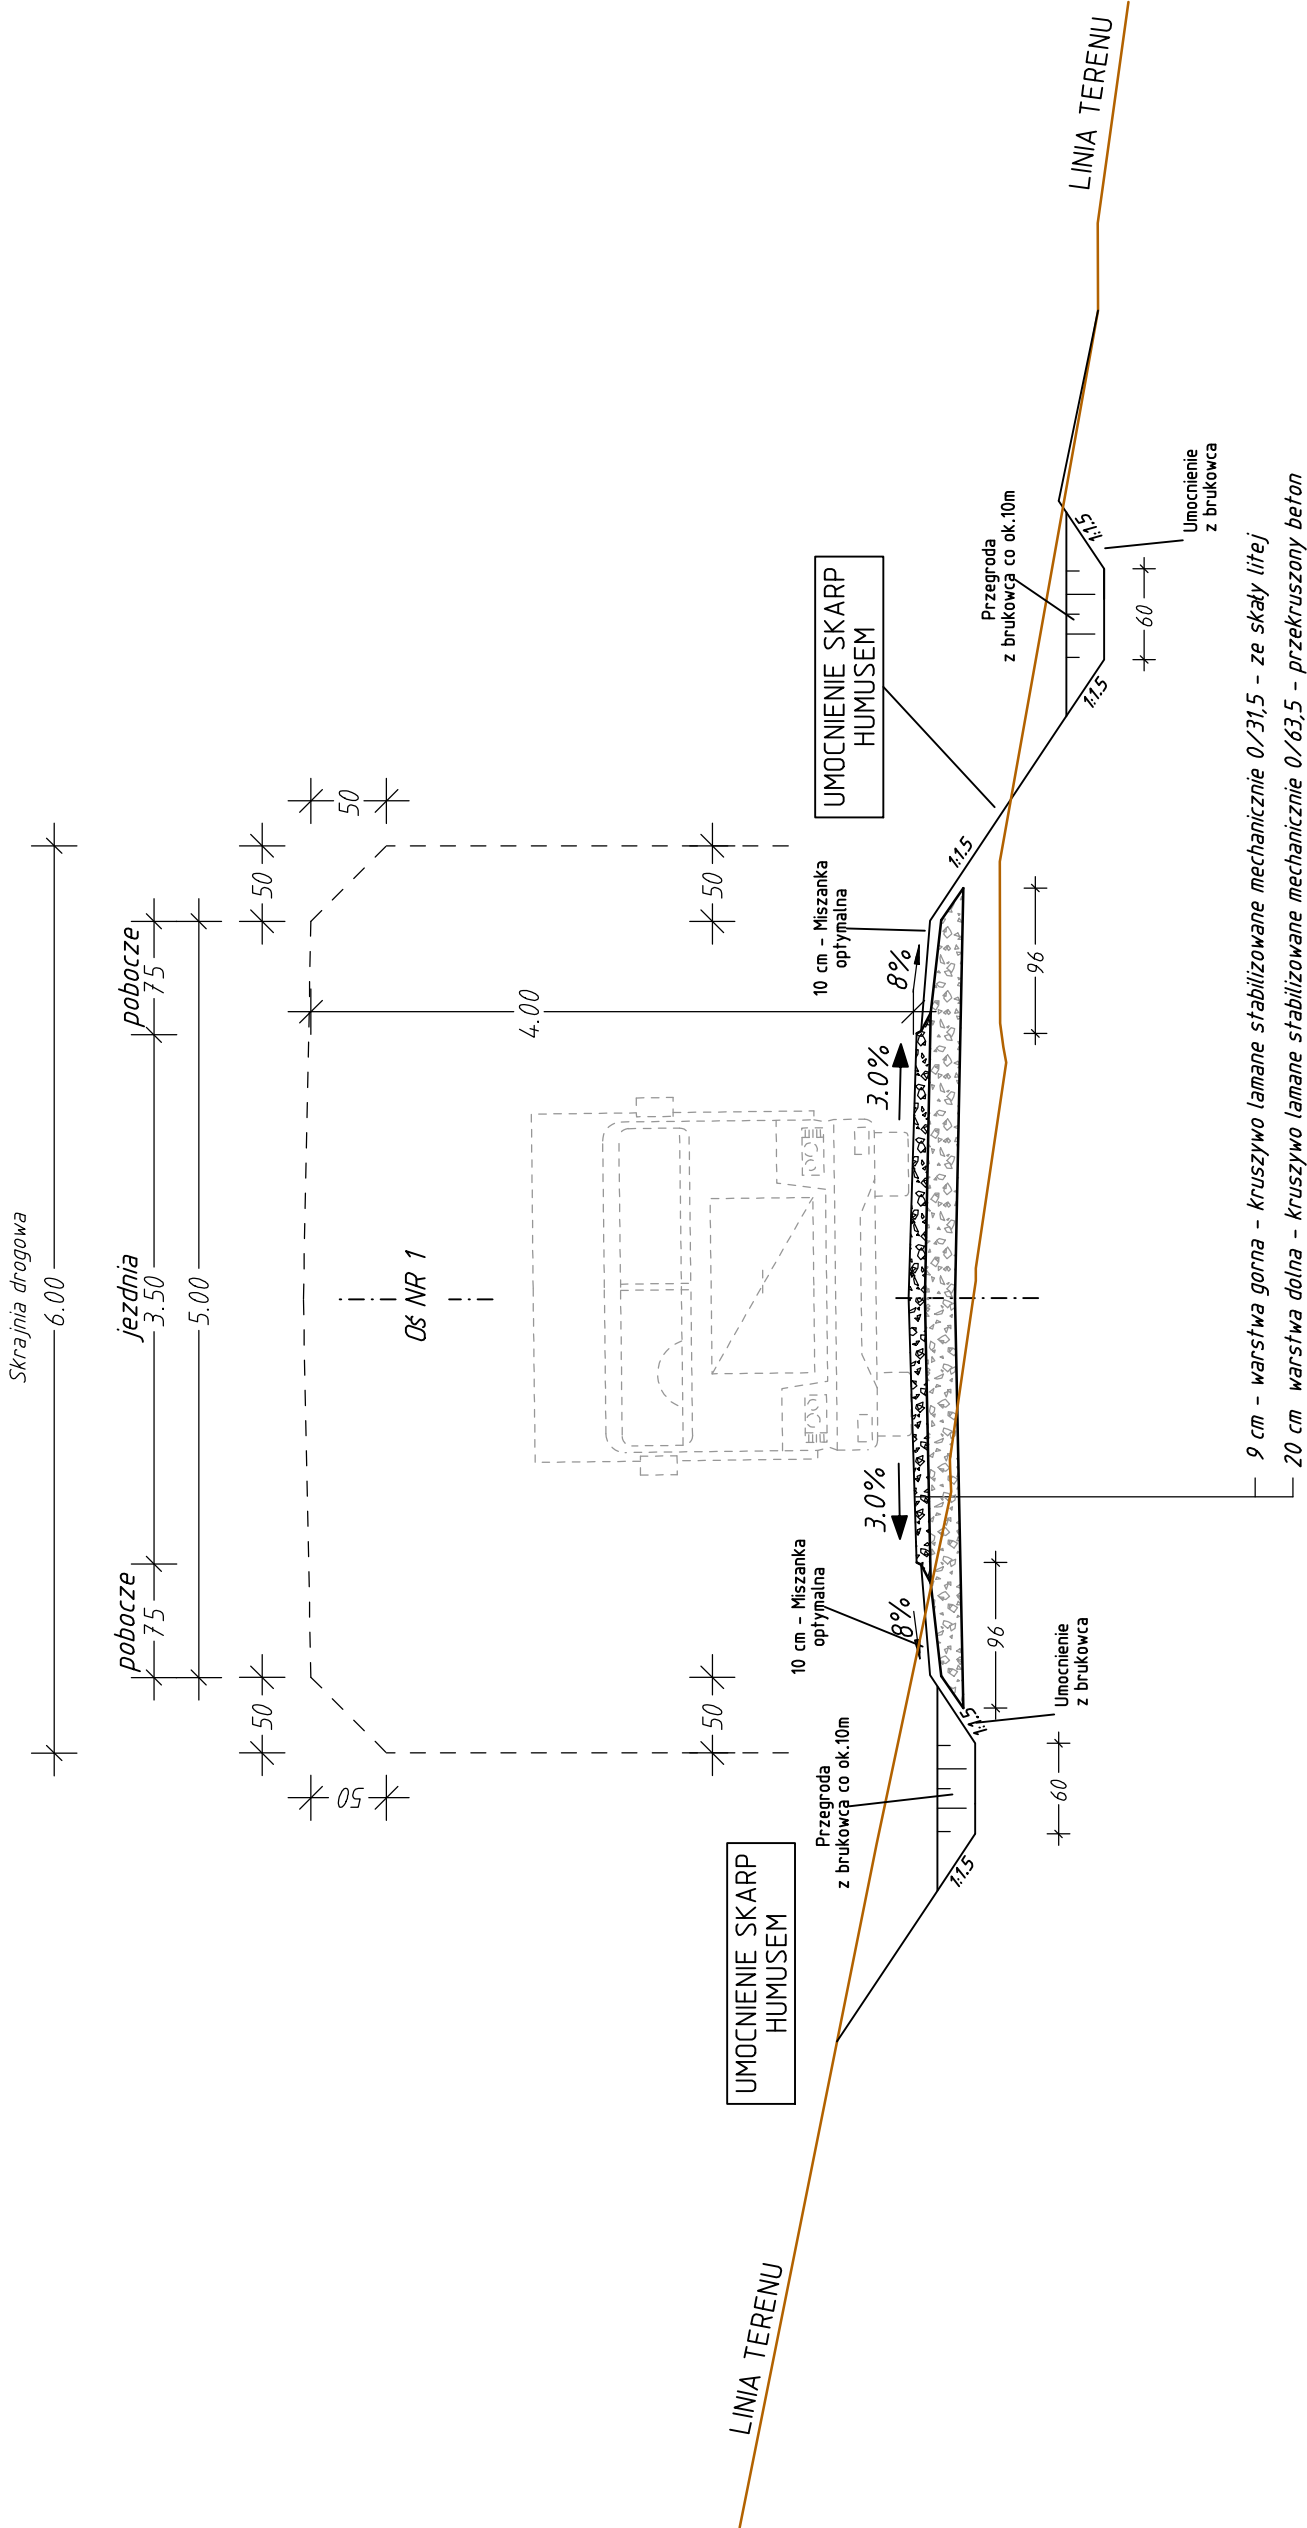 Skrajnia drogowa
6.00
pobocze
jezdnia
pobocze
75
3.50
75
5.00
50
50
50
50
OŚ NR 1
4.00
50
50
UMOCNIENIE SKARP
HUMUSEM
LINIA TERENU
Przegroda
z brukowca co ok.10m
10 cm - Miszanka
optymalna
8%
3.0%
3.0%
8%
10 cm - Miszanka
optymalna
UMOCNIENIE SKARP
HUMUSEM
1:1.5
1:1.5
1:1.5
96
96
60
Umocnienie
z brukowca
Przegroda
z brukowca co ok.10m
LINIA TERENU
1:1.5
1:1.5
60
Umocnienie
z brukowca
9 cm - warstwa gorna - kruszywo lamane stabilizowane mechanicznie 0/31,5 - ze skały litej
20 cm warstwa dolna - kruszywo lamane stabilizowane mechanicznie 0/63,5 - przekruszony beton